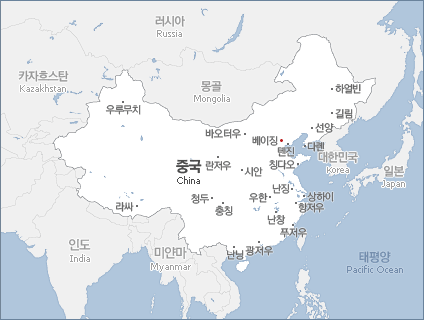 러시아
Russia
카자흐스탄
Kazakhstan
몽골
Mongolia
하얼빈
우루무치
길림
선양
바오터우
베이징
다롄
톈진
대한민국
Korea
란저우
칭다오
중국
China
시안
일본
Japan
난징
라싸
청두
우한
상하이
충칭
항저우
난창
푸저우
인도
India
미얀마
Myanmar
난닝
광저우
태평양
Pacific Ocean